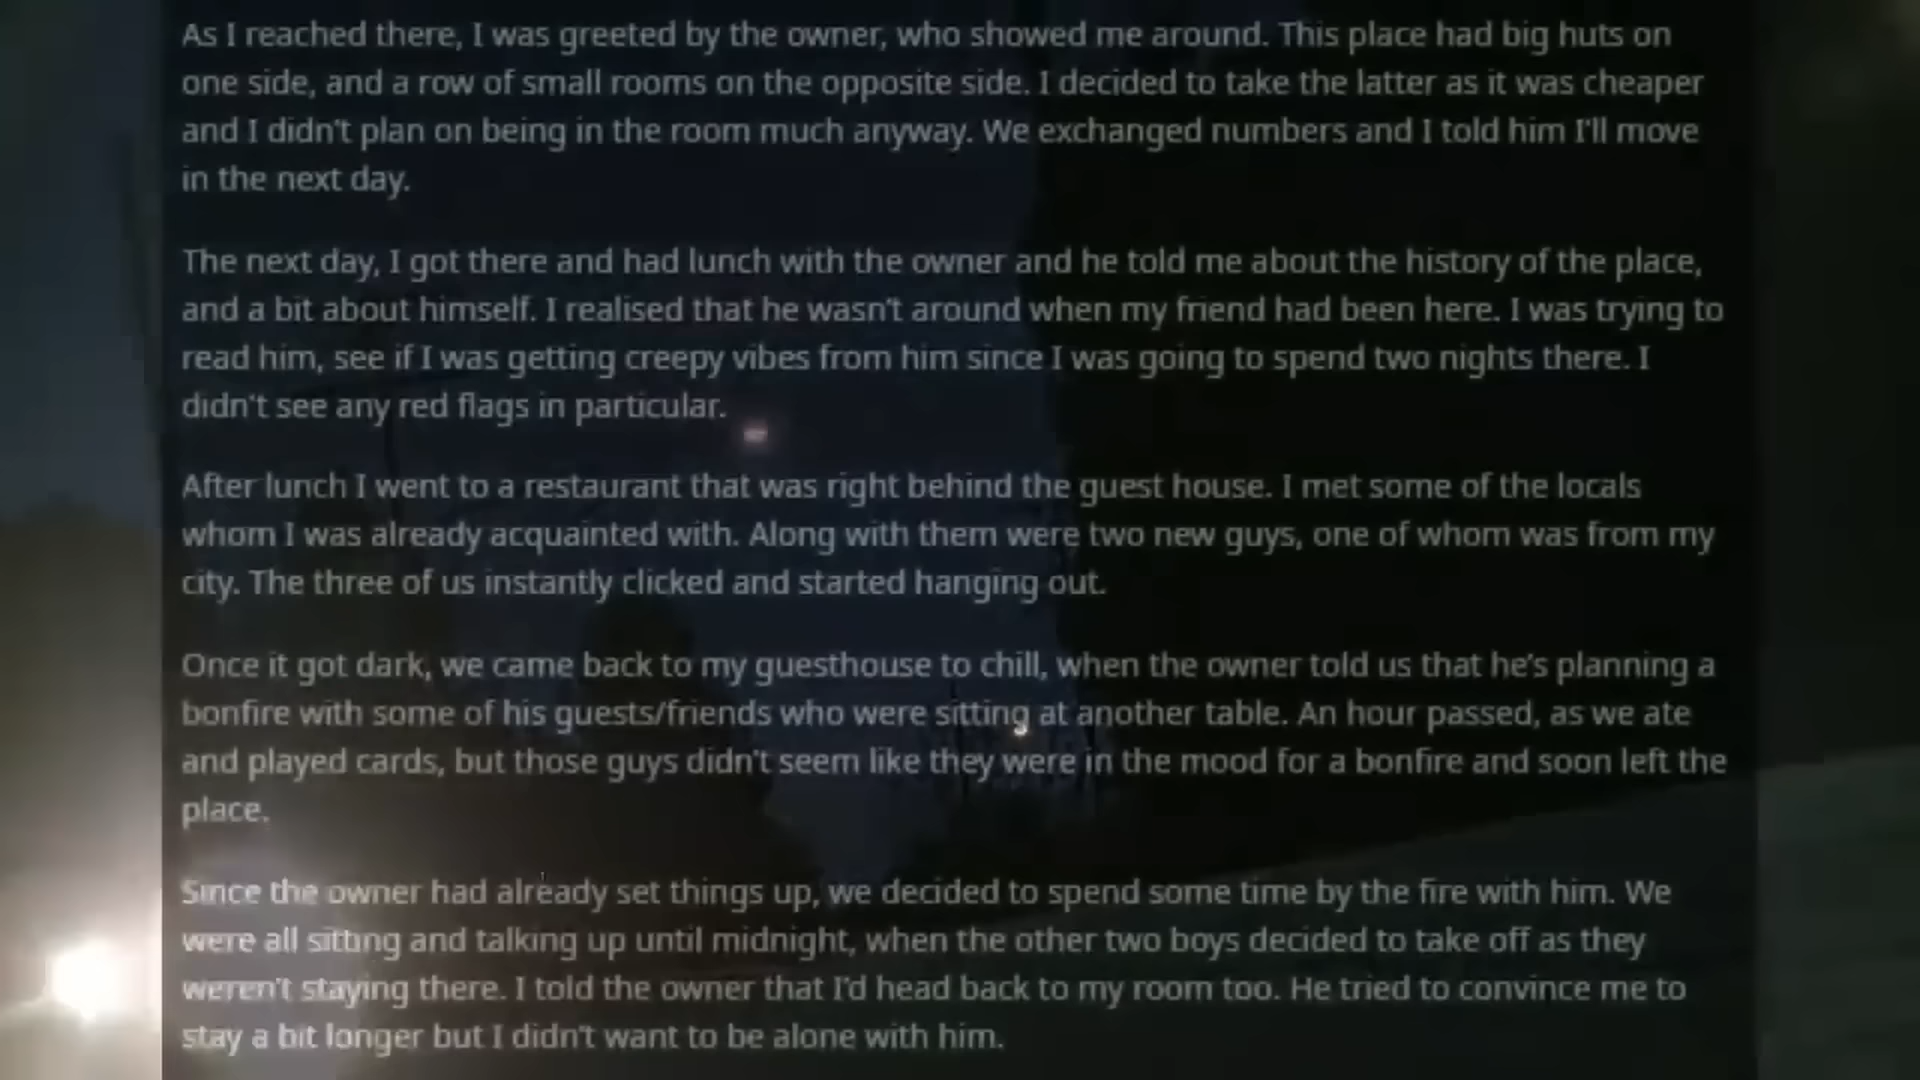 As I reached there, I was greeted by the owner, who showed me around. This place had big huts on
one side, and a row of small rooms on the opposite side. I decided to take the latter as it was cheaper
and I didn't plan on being in the room much anyway. We exchanged numbers and I told him I'll move
in the next day.
The next day, I got there and had lunch with the owner and he told me about the history of the place,
and a bit about himself. I realised that he wasn't around when my friend had been here. I was trying to
read him, see if I was getting creepy vibes from him since I was going to spend two nights there. I
didn't see any red flags in particular.
After lunch I went to a restaurant that was right behind the guest house. I met some of the locals
whom I was already acquainted with. Along with them were two new guys, one of whom was from my
city. The three of us instantly clicked and started hanging out.
Once it got dark, we came back to my guesthouse to chill, when the owner told us that he's planning a
bonfire with some of his guests/friends who were sitting at another table. An hour passed, as we ate
and played cards, but those guys didn't seem like they were in the mood for a bonfire and soon left the
place.
Since the owner had already set things up, we decided to spend some time by the fire with him. We
were all sitting and talking up until midnight, when the other two boys decided to take off as they
weren't staying there. I told the owner that I'd head back to my room too. He tried to convince me to
stay a bit longer but I didn't want to be alone with him.